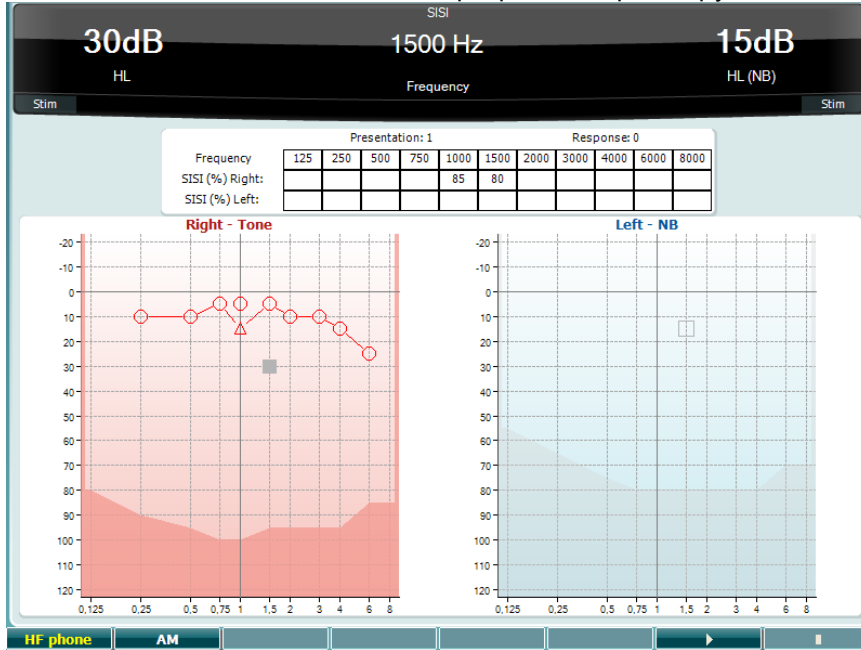 SISI
30dB 1500 Hz 15dB
HL HL (NB)
Frequency
Stim Stim
Presentation: 1 Response: 0
Frequency 125 250 500 750 1000 1500 2000 3000 4000 6000 8000
SISI (%) Right: 85 80
SISI (%) Left:
Right - Tone
-20
-10
0
10
20
30
40
50
60
70
80
90
100
110
120
0,125 0,25 0,5 0,75 1 1,5 2 3 4 6 8
Left - NB
-20
-10
0
10
20
30
40
50
60
70
80
90
100
110
120
0,125 0,25 0,5 0,75 1 1,5 2 3 4 6 8
HF phone AM